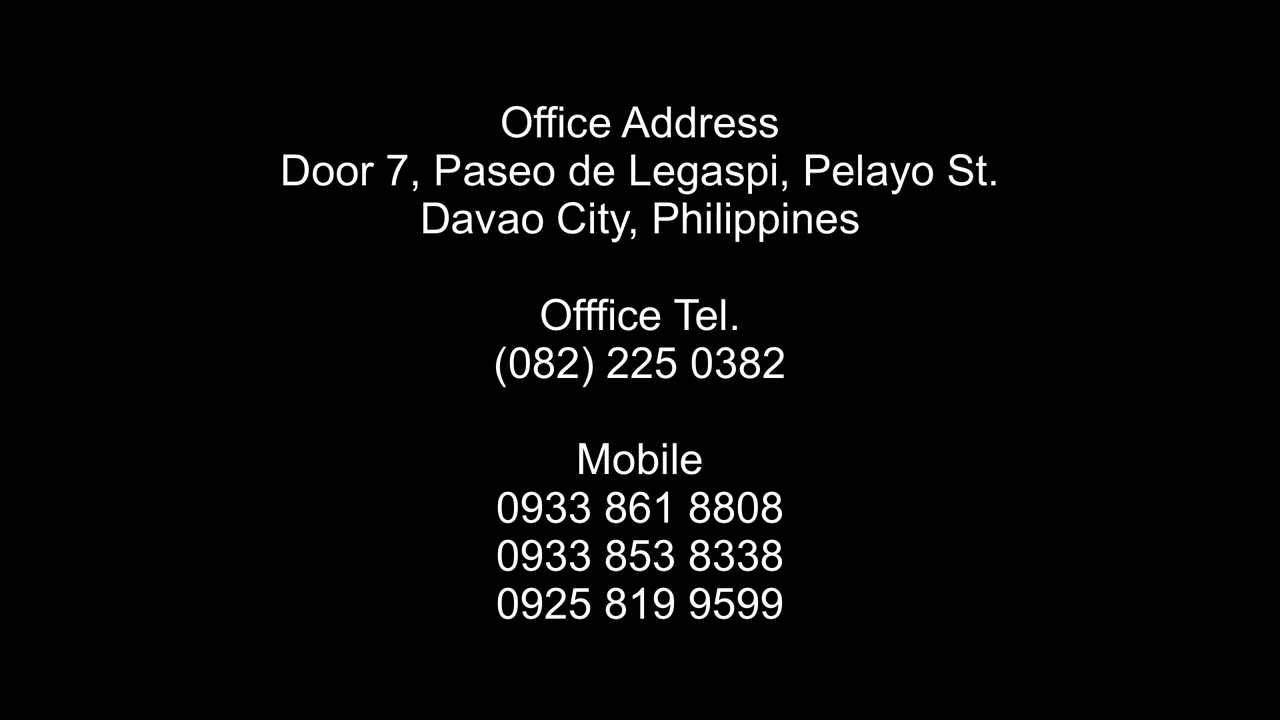 Office Address
Door 7, Paseo de Legaspi, Pelayo St.
Davao City, Philippines
Offfice Tel.
(082) 225 0382
Mobile
0933 861 8808
0933 853 8338
0925 819 9599